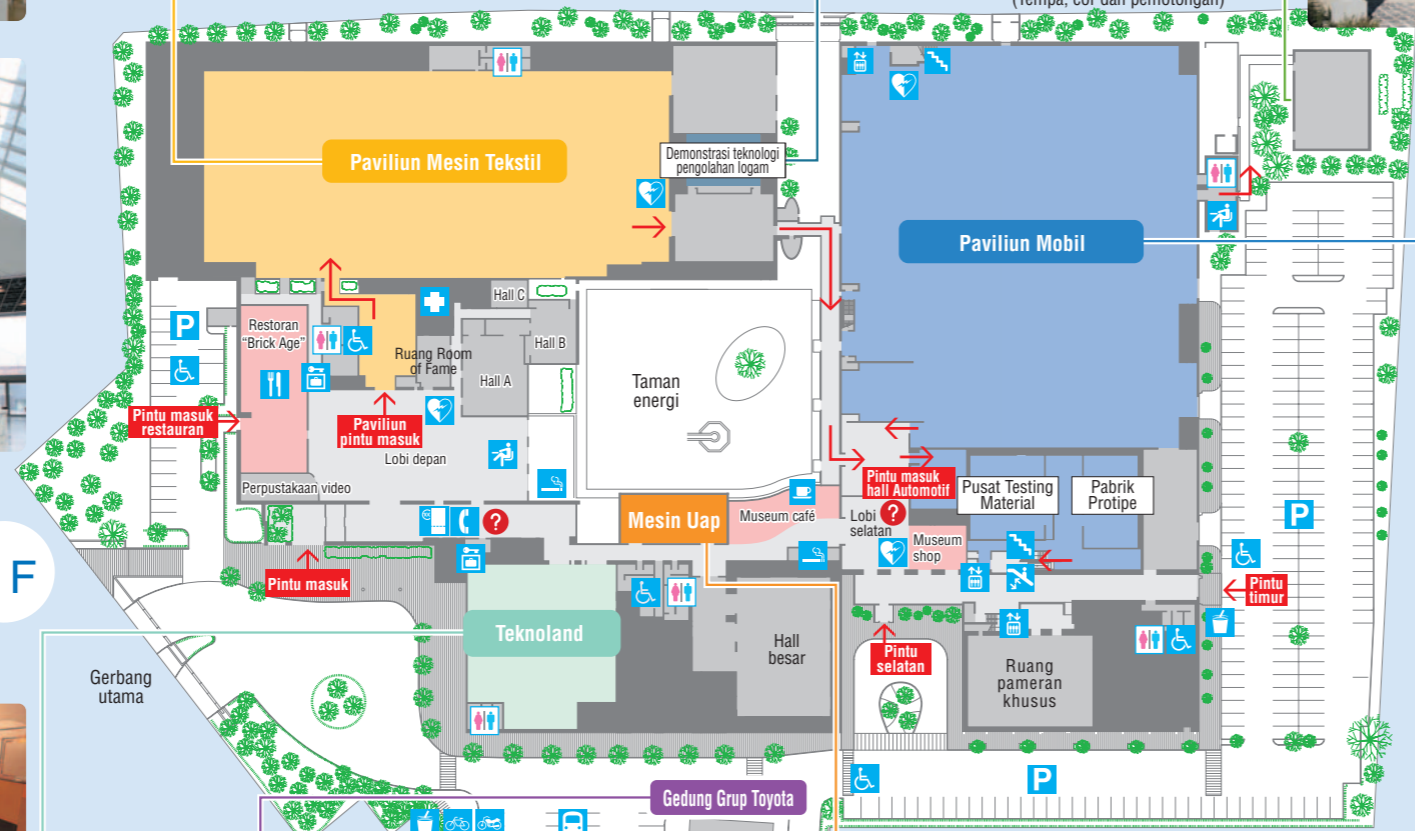 (Tempa, cor dan pemotongan)
Paviliun Mesin Tekstil
Demonstrasi teknologi
pengolahan logam
Paviliun Mobil
Hall C
Hall B
Hall A
Restoran
"Brick Age"
Ruang Room
of Fame
Taman
energi
P
Pintu masuk
restauran
Paviliun
pintu masuk
Lobi depan
Perpustakaan video
Pintu masuk
hall Automotif
Pusat Testing
Material
Pabrik
Protipe
P
Mesin Uap
Museum café
Lobi
selatan
?
Museum
shop
?
F
Pintu masuk
Pintu
timur
Teknoland
Hall
besar
Pintu
selatan
Ruang
pameran
khusus
Gerbang
utama
P
Gedung Grup Toyota